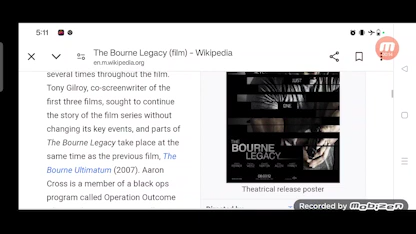 5:11
The Bourne Legacy (film) - Wikipedia
en.m.wikipedia.org
several times throughout the film.
Tony Gilroy, co-screenwriter of the
first three films, sought to continue
the story of the film series without
changing its key events, and parts of
The Bourne Legacy take place at the
same time as the previous film, The
Bourne Ultimatum (2007). Aaron
Cross is a member of a black ops
program called Operation Outcome
JUST
ONE
THE
BOURNE
LEGACY
Theatrical release poster
Recorded by Mobizen